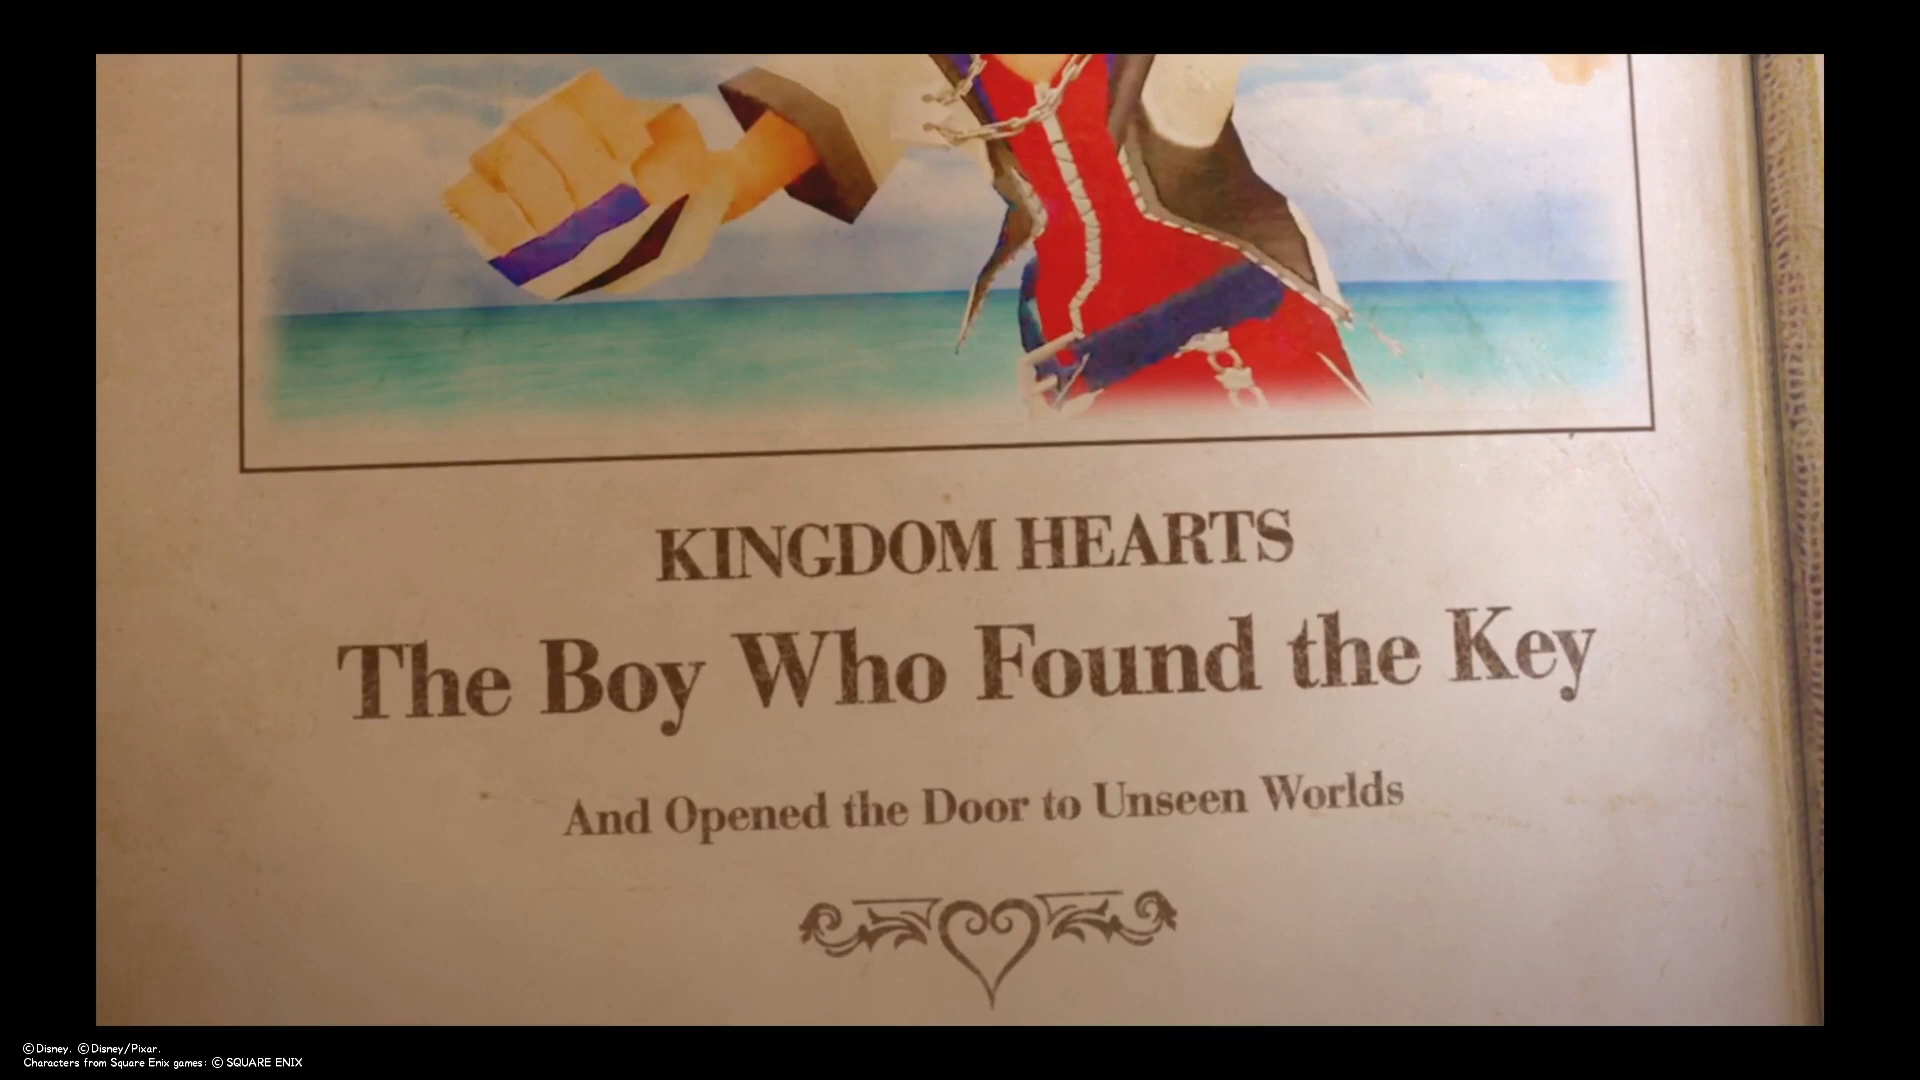 KINGDOM HEARTS
The Boy Who Found the Key
And Opened the Door to Unseen Worlds
©Disney. ©Disney/Pixar.
Characters from Square Enix games: © SQUARE ENIX